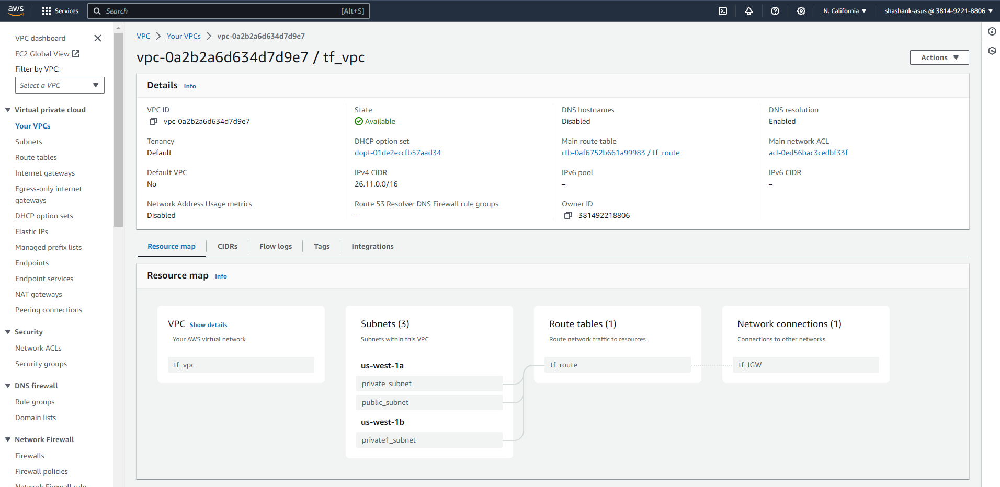 aws
Services
Search
[Alt+S]
N. California
shashank-asus @ 3814-9221-8806
VPC dashboard
EC2 Global View
Filter by VPC:
Select a VPC
Virtual private cloud
Your VPCs
Subnets
Route tables
Internet gateways
Egress-only internet
gateways
DHCP option sets
Elastic IPs
Managed prefix lists
Endpoints
Endpoint services
NAT gateways
Peering connections
Security
Network ACLs
Security groups
DNS firewall
Rule groups
Domain lists
Network Firewall
Firewalls
Firewall policies
Network Firewall rule
VPC
Your VPCs
vpc-0a2b2a6d634d7d9e7
vpc-0a2b2a6d634d7d9e7 / tf_vpc
Actions
Details Info
VPC ID
vpc-0a2b2a6d634d7d9e7
State
Available
DNS hostnames
Disabled
DNS resolution
Enabled
Tenancy
Default
DHCP option set
dopt-01de2eccfb57aad34
Main route table
rtb-0af6752b661a99983 / tf_route
Main network ACL
acl-0ed56bac3cedbf33f
Default VPC
No
IPv4 CIDR
26.11.0.0/16
IPv6 pool
–
IPv6 CIDR
–
Network Address Usage metrics
Disabled
Route 53 Resolver DNS Firewall rule groups
–
Owner ID
381492218806
Resource map
CIDRs
Flow logs
Tags
Integrations
Resource map Info
VPC Show details
Your AWS virtual network
tf_vpc
Subnets (3)
Subnets within this VPC
us-west-1a
private_subnet
public_subnet
us-west-1b
private1_subnet
Route tables (1)
Route network traffic to resources
tf_route
Network connections (1)
Connections to other networks
tf_IGW